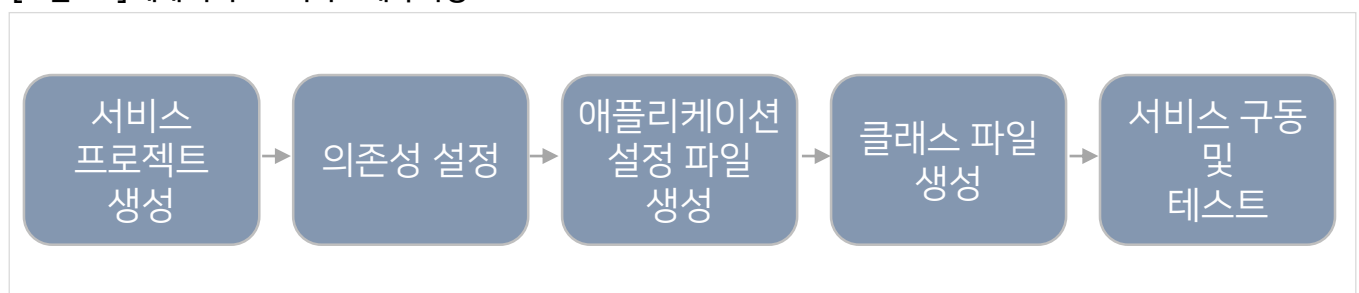 서비스
프로젝트
생성
의존성 설정
애플리케이션
설정 파일
생성
클래스 파일
생성
서비스 구동
및
테스트